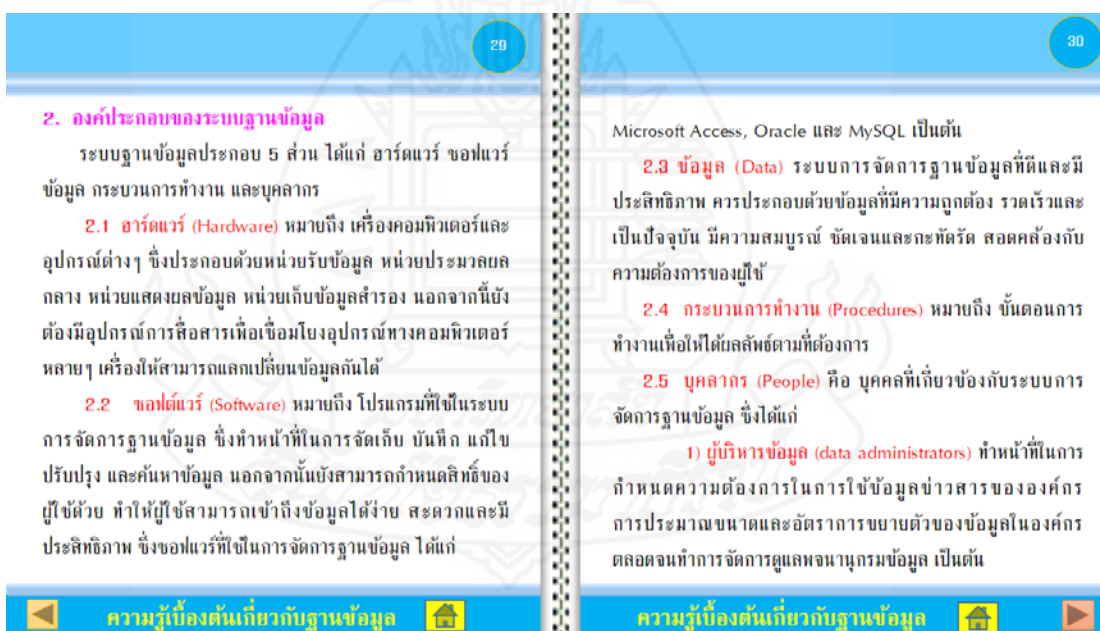 29
2. องค์ประกอบของระบบฐานข้อมูล
ระบบฐานข้อมูลประกอบ 5 ส่วน ได้แก่ ฮาร์ดแวร์ ซอฟแวร์
ข้อมูล กระบวนการทำงาน และบุคลากร
2.1 ฮาร์ดแวร์ (Hardware) หมายถึง เครื่องคอมพิวเตอร์และ
อุปกรณ์ต่างๆ ซึ่งประกอบด้วยหน่วยรับข้อมูล หน่วยประมวลผล
กลาง หน่วยแสดงผลข้อมูล หน่วยเก็บข้อมูลสำรอง นอกจากนี้ยัง
ต้องมีอุปกรณ์การสื่อสารเพื่อเชื่อมโยงอุปกรณ์ทางคอมพิวเตอร์
หลายๆ เครื่องให้สามารถแลกเปลี่ยนข้อมูลกันได้
2.2 ซอฟต์แวร์ (Software) หมายถึง โปรแกรมที่ใช้ในระบบ
การจัดการฐานข้อมูล ซึ่งทำหน้าที่ในการจัดเก็บ บันทึก แก้ไข
ปรับปรุง และค้นหาข้อมูล นอกจากนั้นยังสามารถกำหนดสิทธิ์ของ
ผู้ใช้ด้วย ทำให้ผู้ใช้สามารถเข้าถึงข้อมูลได้ง่าย สะดวกและมี
ประสิทธิภาพ ซึ่งซอฟแวร์ที่ใช้ในการจัดการฐานข้อมูล ได้แก่
ความรู้เบื้องต้นเกี่ยวกับฐานข้อมูล
30
Microsoft Access, Oracle และ MySQL เป็นต้น
2.3 ข้อมูล (Data) ระบบการจัดการฐานข้อมูลที่ดีและมี
ประสิทธิภาพ ควรประกอบด้วยข้อมูลที่มีความถูกต้อง รวดเร็วและ
เป็นปัจจุบัน มีความสมบูรณ์ ชัดเจนและกะทัดรัด สอดคล้องกับ
ความต้องการของผู้ใช้
2.4 กระบวนการทำงาน (Procedures) หมายถึง ขั้นตอนการ
ทำงานเพื่อให้ได้ผลลัพธ์ตามที่ต้องการ
2.5 บุคลากร (People) คือ บุคคลที่เกี่ยวข้องกับระบบการ
จัดการฐานข้อมูล ซึ่งได้แก่
1) ผู้บริหารข้อมูล (data administrators) ทำหน้าที่ในการ
กำหนดความต้องการในการใช้ข้อมูลข่าวสารขององค์กร
การประมาณขนาดและอัตราการขยายตัวของข้อมูลในองค์กร
ตลอดจนทำการจัดการดูแลพจนานุกรมข้อมูล เป็นต้น
ความรู้เบื้องต้นเกี่ยวกับฐานข้อมูล